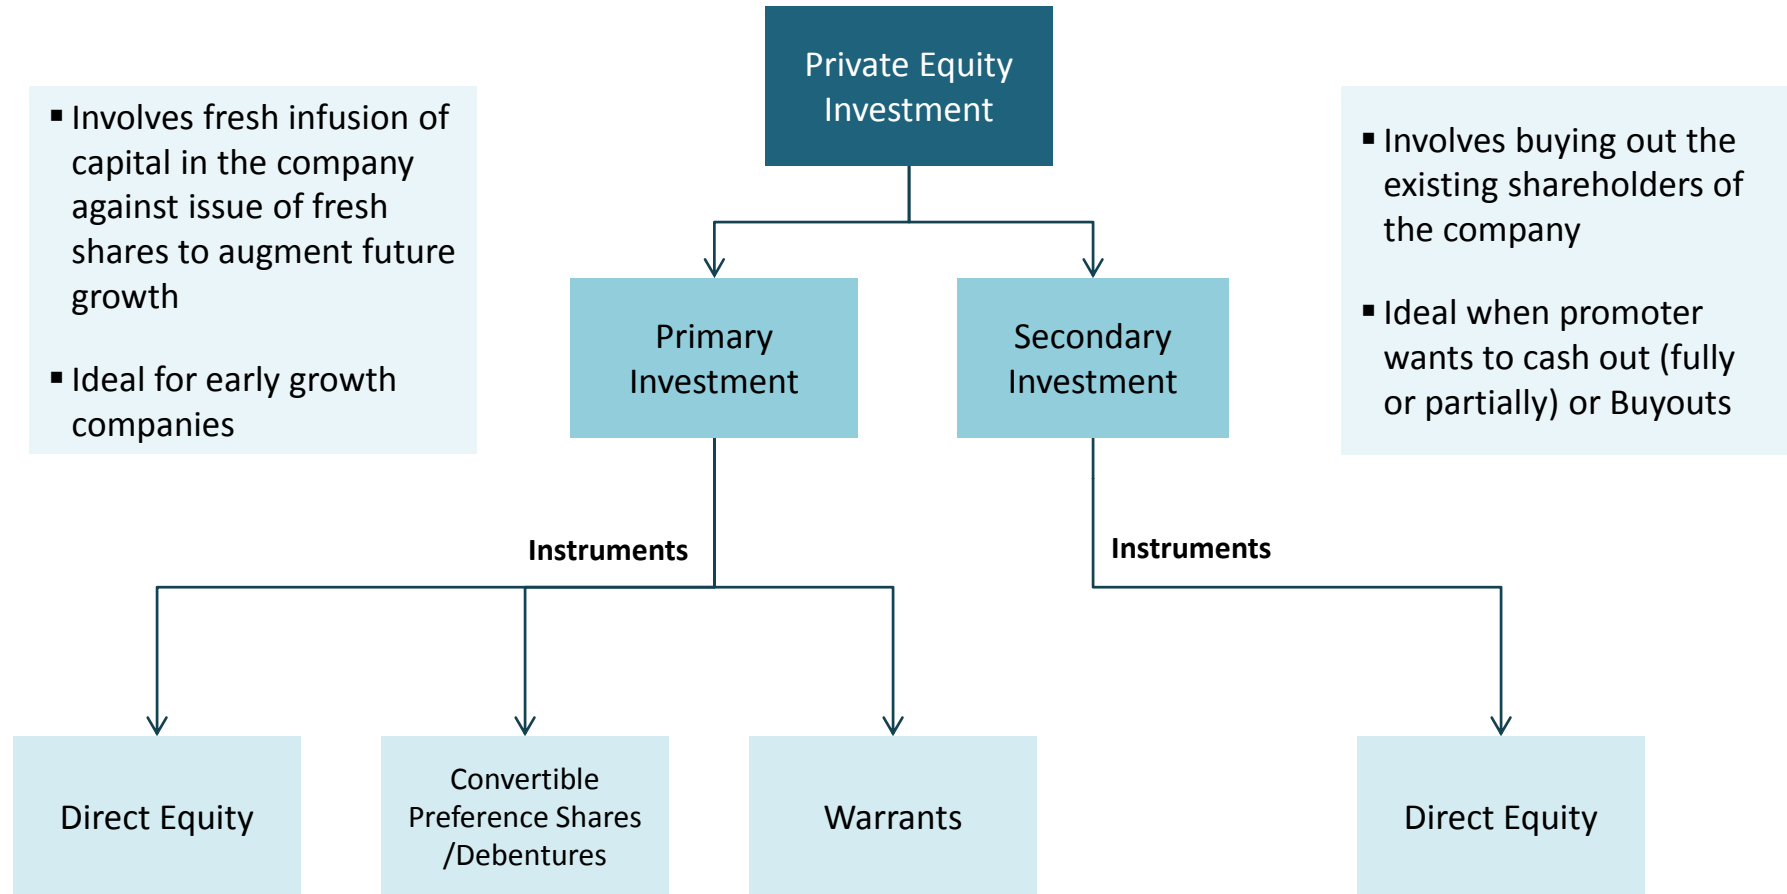 Private Equity
Investment
▪ Involves fresh infusion of
capital in the company
against issue of fresh
shares to augment future
growth
▪ Ideal for early growth
companies
▪ Involves buying out the
existing shareholders of
the company
▪ Ideal when promoter
wants to cash out (fully
or partially) or Buyouts
Primary
Investment
Secondary
Investment
Instruments
Instruments
Direct Equity
Convertible
Preference Shares
/Debentures
Warrants
Direct Equity